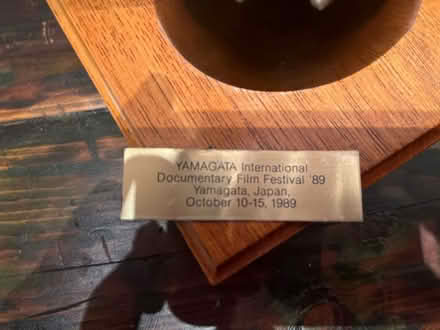 YAMAGATA International
Documentary Film Festival '89
Yamagata, Japan,
October 10-15, 1989